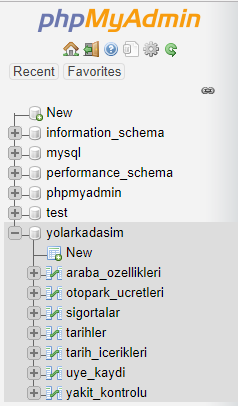 phpMyAdmin
Recent Favorites
New
information_schema
mysql
performance_schema
phpmyadmin
test
yolarkadasim
New
araba_ozellikleri
otopark_ucretleri
sigortalar
tarihler
tarih_icerikleri
uye_kaydi
yakit_kontrolu